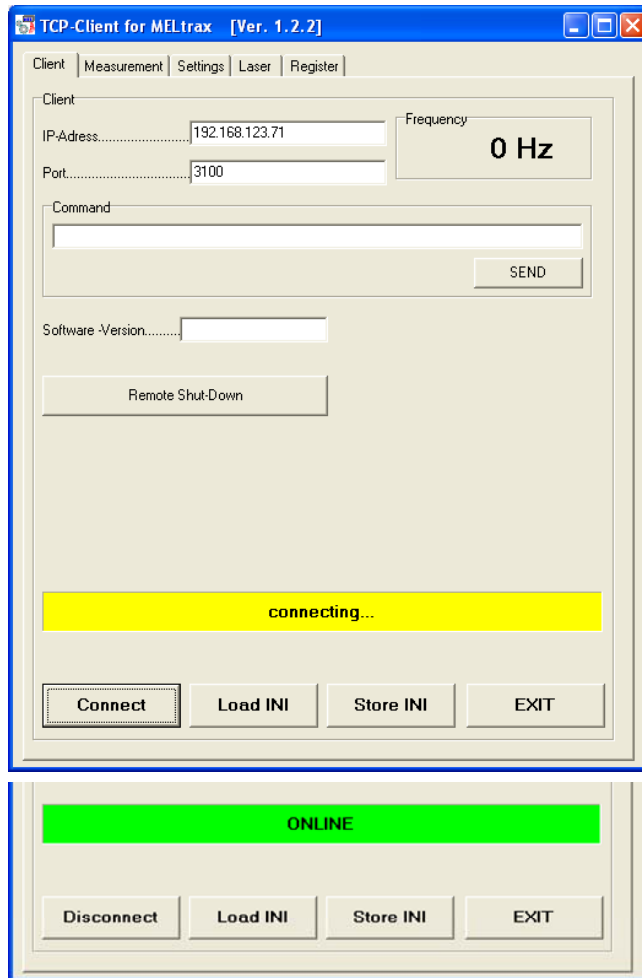 TCP-Client for MELtrax [Ver. 1.2.2]
Client Measurement Settings Laser Register
Client
IP-Adress........................192.168.123.71
Frequency
0 Hz
Port.................................3100
Command
SEND
Software -Version..........
Remote Shut-Down
connecting...
Connect Load INI Store INI EXIT
ONLINE
Disconnect Load INI Store INI EXIT